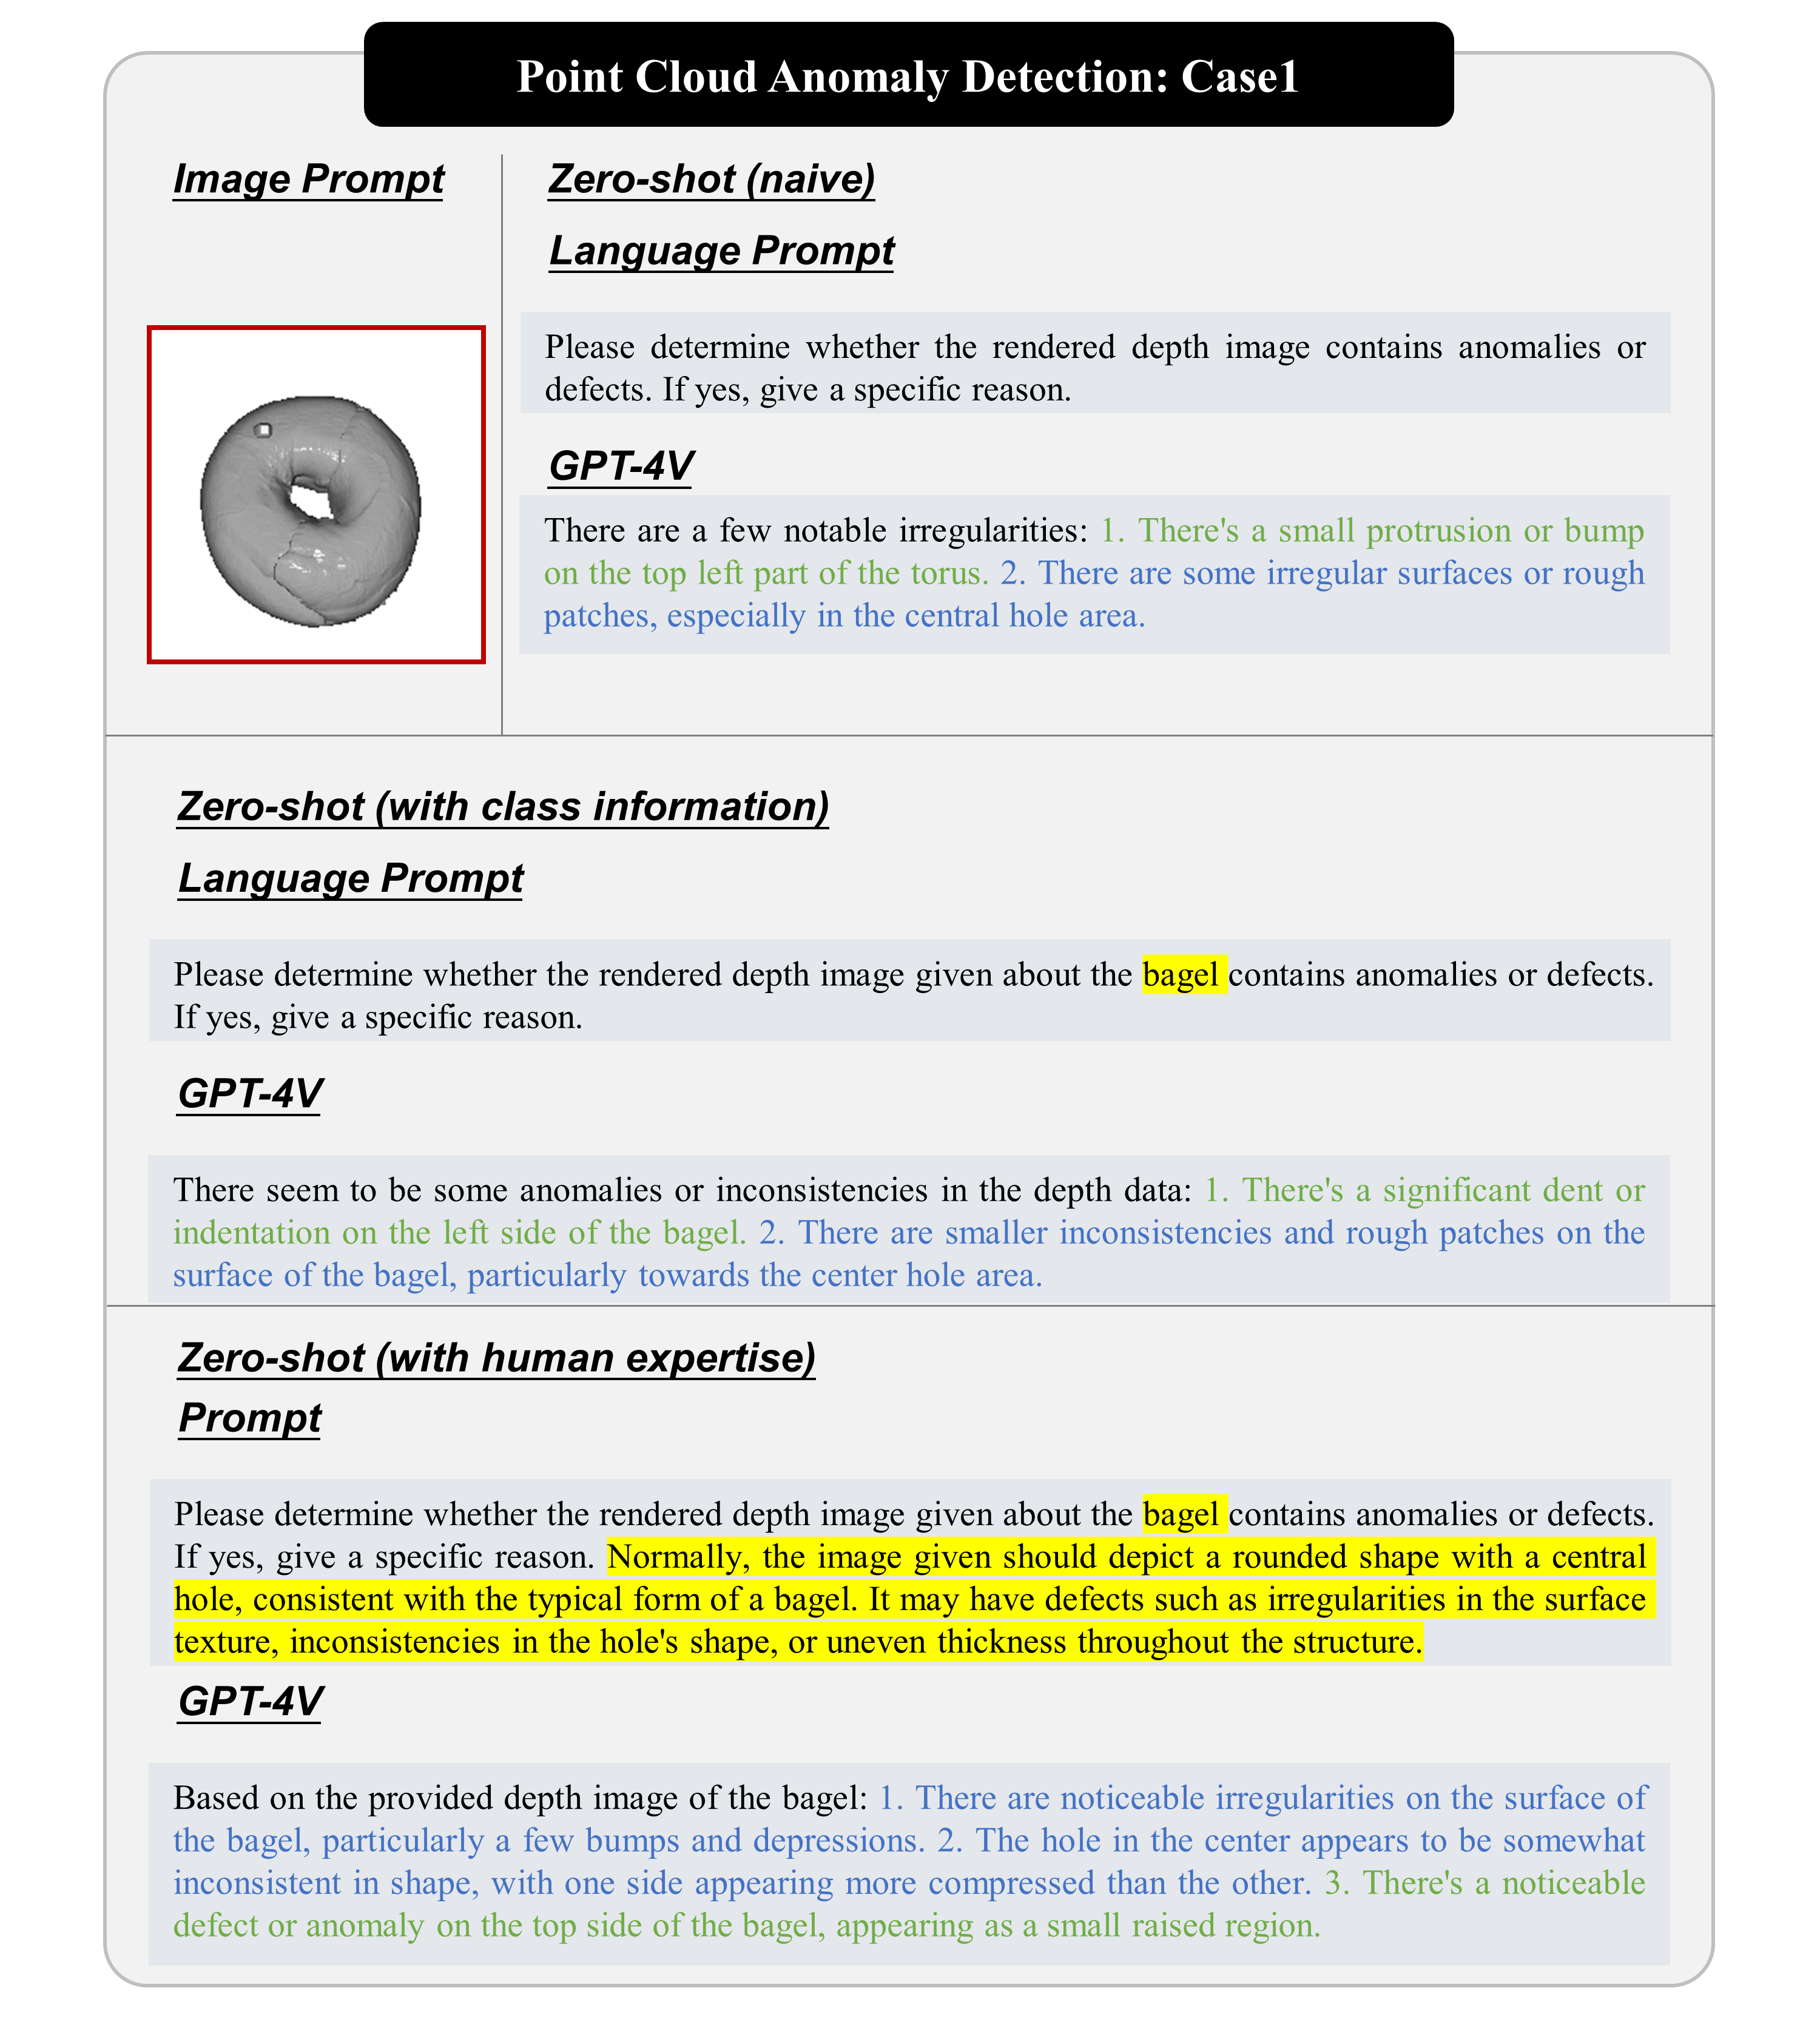 Point Cloud Anomaly Detection: Case1
Image Prompt
Zero-shot (naive)
Language Prompt
Please determine whether the rendered depth image contains anomalies or
defects. If yes, give a specific reason.
GPT-4V
There are a few notable irregularities: 1. There's a small protrusion or bump
on the top left part of the torus. 2. There are some irregular surfaces or rough
patches, especially in the central hole area.
Zero-shot (with class information)
Language Prompt
Please determine whether the rendered depth image given about the bagel contains anomalies or defects.
If yes, give a specific reason.
GPT-4V
There seem to be some anomalies or inconsistencies in the depth data: 1. There's a significant dent or
indentation on the left side of the bagel. 2. There are smaller inconsistencies and rough patches on the
surface of the bagel, particularly towards the center hole area.
Zero-shot (with human expertise)
Prompt
Please determine whether the rendered depth image given about the bagel contains anomalies or defects.
If yes, give a specific reason. Normally, the image given should depict a rounded shape with a central
hole, consistent with the typical form of a bagel. It may have defects such as irregularities in the surface
texture, inconsistencies in the hole's shape, or uneven thickness throughout the structure.
GPT-4V
Based on the provided depth image of the bagel: 1. There are noticeable irregularities on the surface of
the bagel, particularly a few bumps and depressions. 2. The hole in the center appears to be somewhat
inconsistent in shape, with one side appearing more compressed than the other. 3. There's a noticeable
defect or anomaly on the top side of the bagel, appearing as a small raised region.